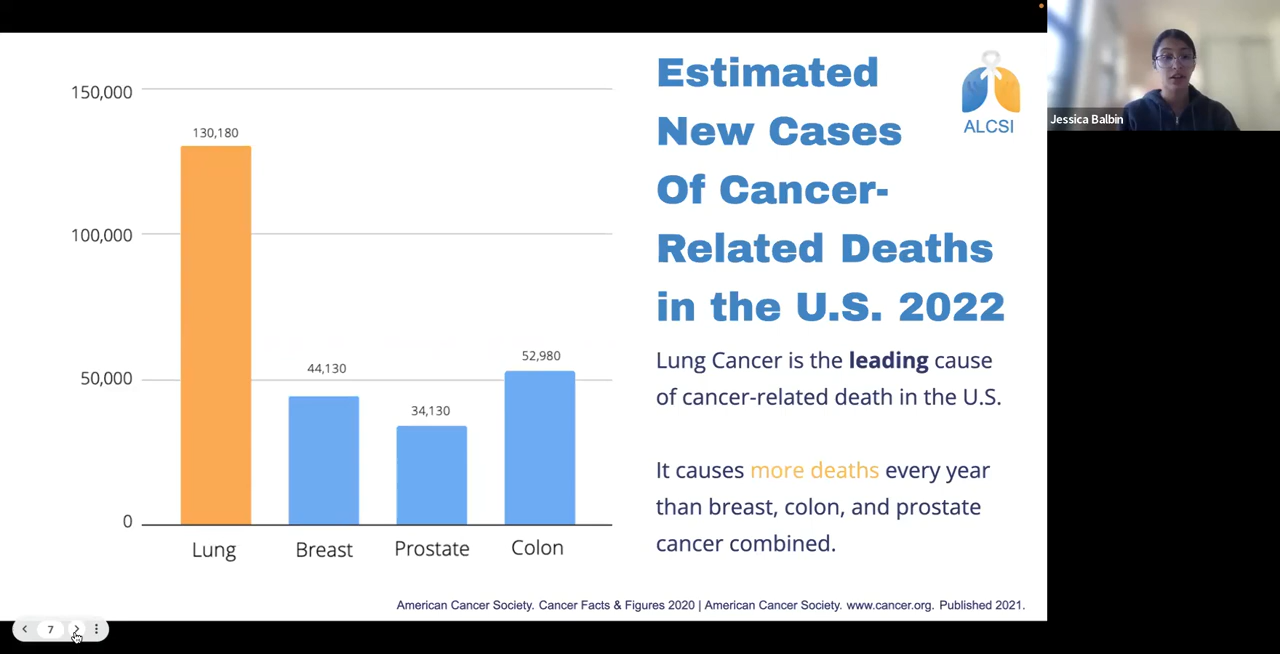 150,000
100,000
50,000
0
130,180
44,130
34,130
52,980
Lung
Breast
Prostate
Colon
Estimated
New Cases
Of Cancer-
Related Deaths
in the U.S. 2022
ALCSI
Lung Cancer is the leading cause
of cancer-related death in the U.S.
It causes more deaths every year
than breast, colon, and prostate
cancer combined.
American Cancer Society. Cancer Facts & Figures 2020 | American Cancer Society. www.cancer.org. Published 2021.
Jessica Balbin
7